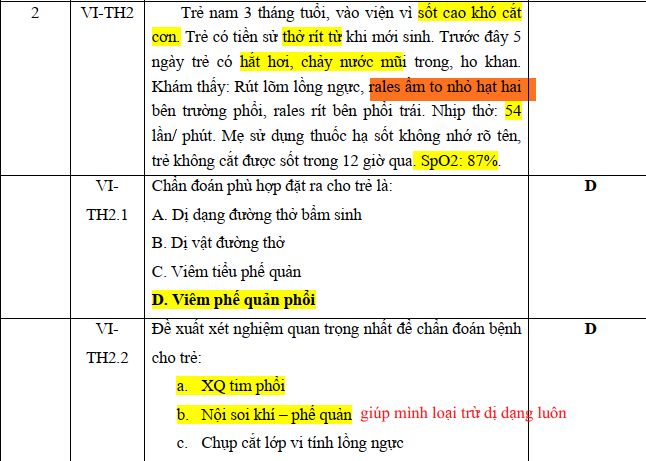 2
VI-TH2
Trẻ nam 3 tháng tuổi, vào viện vì sốt cao khó cắt
cơn. Trẻ có tiền sử thở rít từ khi mới sinh. Trước đây 5
ngày trẻ có hắt hơi, chảy nước mũi trong, ho khan.
Khám thấy: Rút lõm lồng ngực, rales ẩm to nhỏ hạt hai
bên trường phổi, rales rít bên phổi trái. Nhịp thở: 54
lần/ phút. Mẹ sử dụng thuốc hạ sốt không nhớ rõ tên,
trẻ không cắt được sốt trong 12 giờ qua. SpO2: 87%.
VI-
TH2.1
Chẩn đoán phù hợp đặt ra cho trẻ là:
A. Dị dạng đường thở bẩm sinh
B. Dị vật đường thở
C. Viêm tiểu phế quản
D. Viêm phế quản phổi
D
VI-
TH2.2
Đề xuất xét nghiệm quan trọng nhất để chẩn đoán bệnh
cho trẻ:
a. XQ tim phổi
b. Nội soi khí – phế quản giúp mình loại trừ dị dạng luôn
c. Chụp cắt lớp vi tính lồng ngực
D